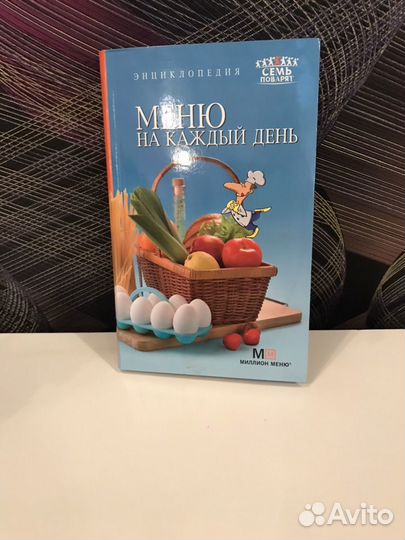 ЭНЦИКЛОПЕДИЯ
СЕМЬ
ПОВАРЯТ
МЕНЮ
НА КАЖДЫЙ ДЕНЬ
М М
МИЛЛИОН МЕНЮ
Avito